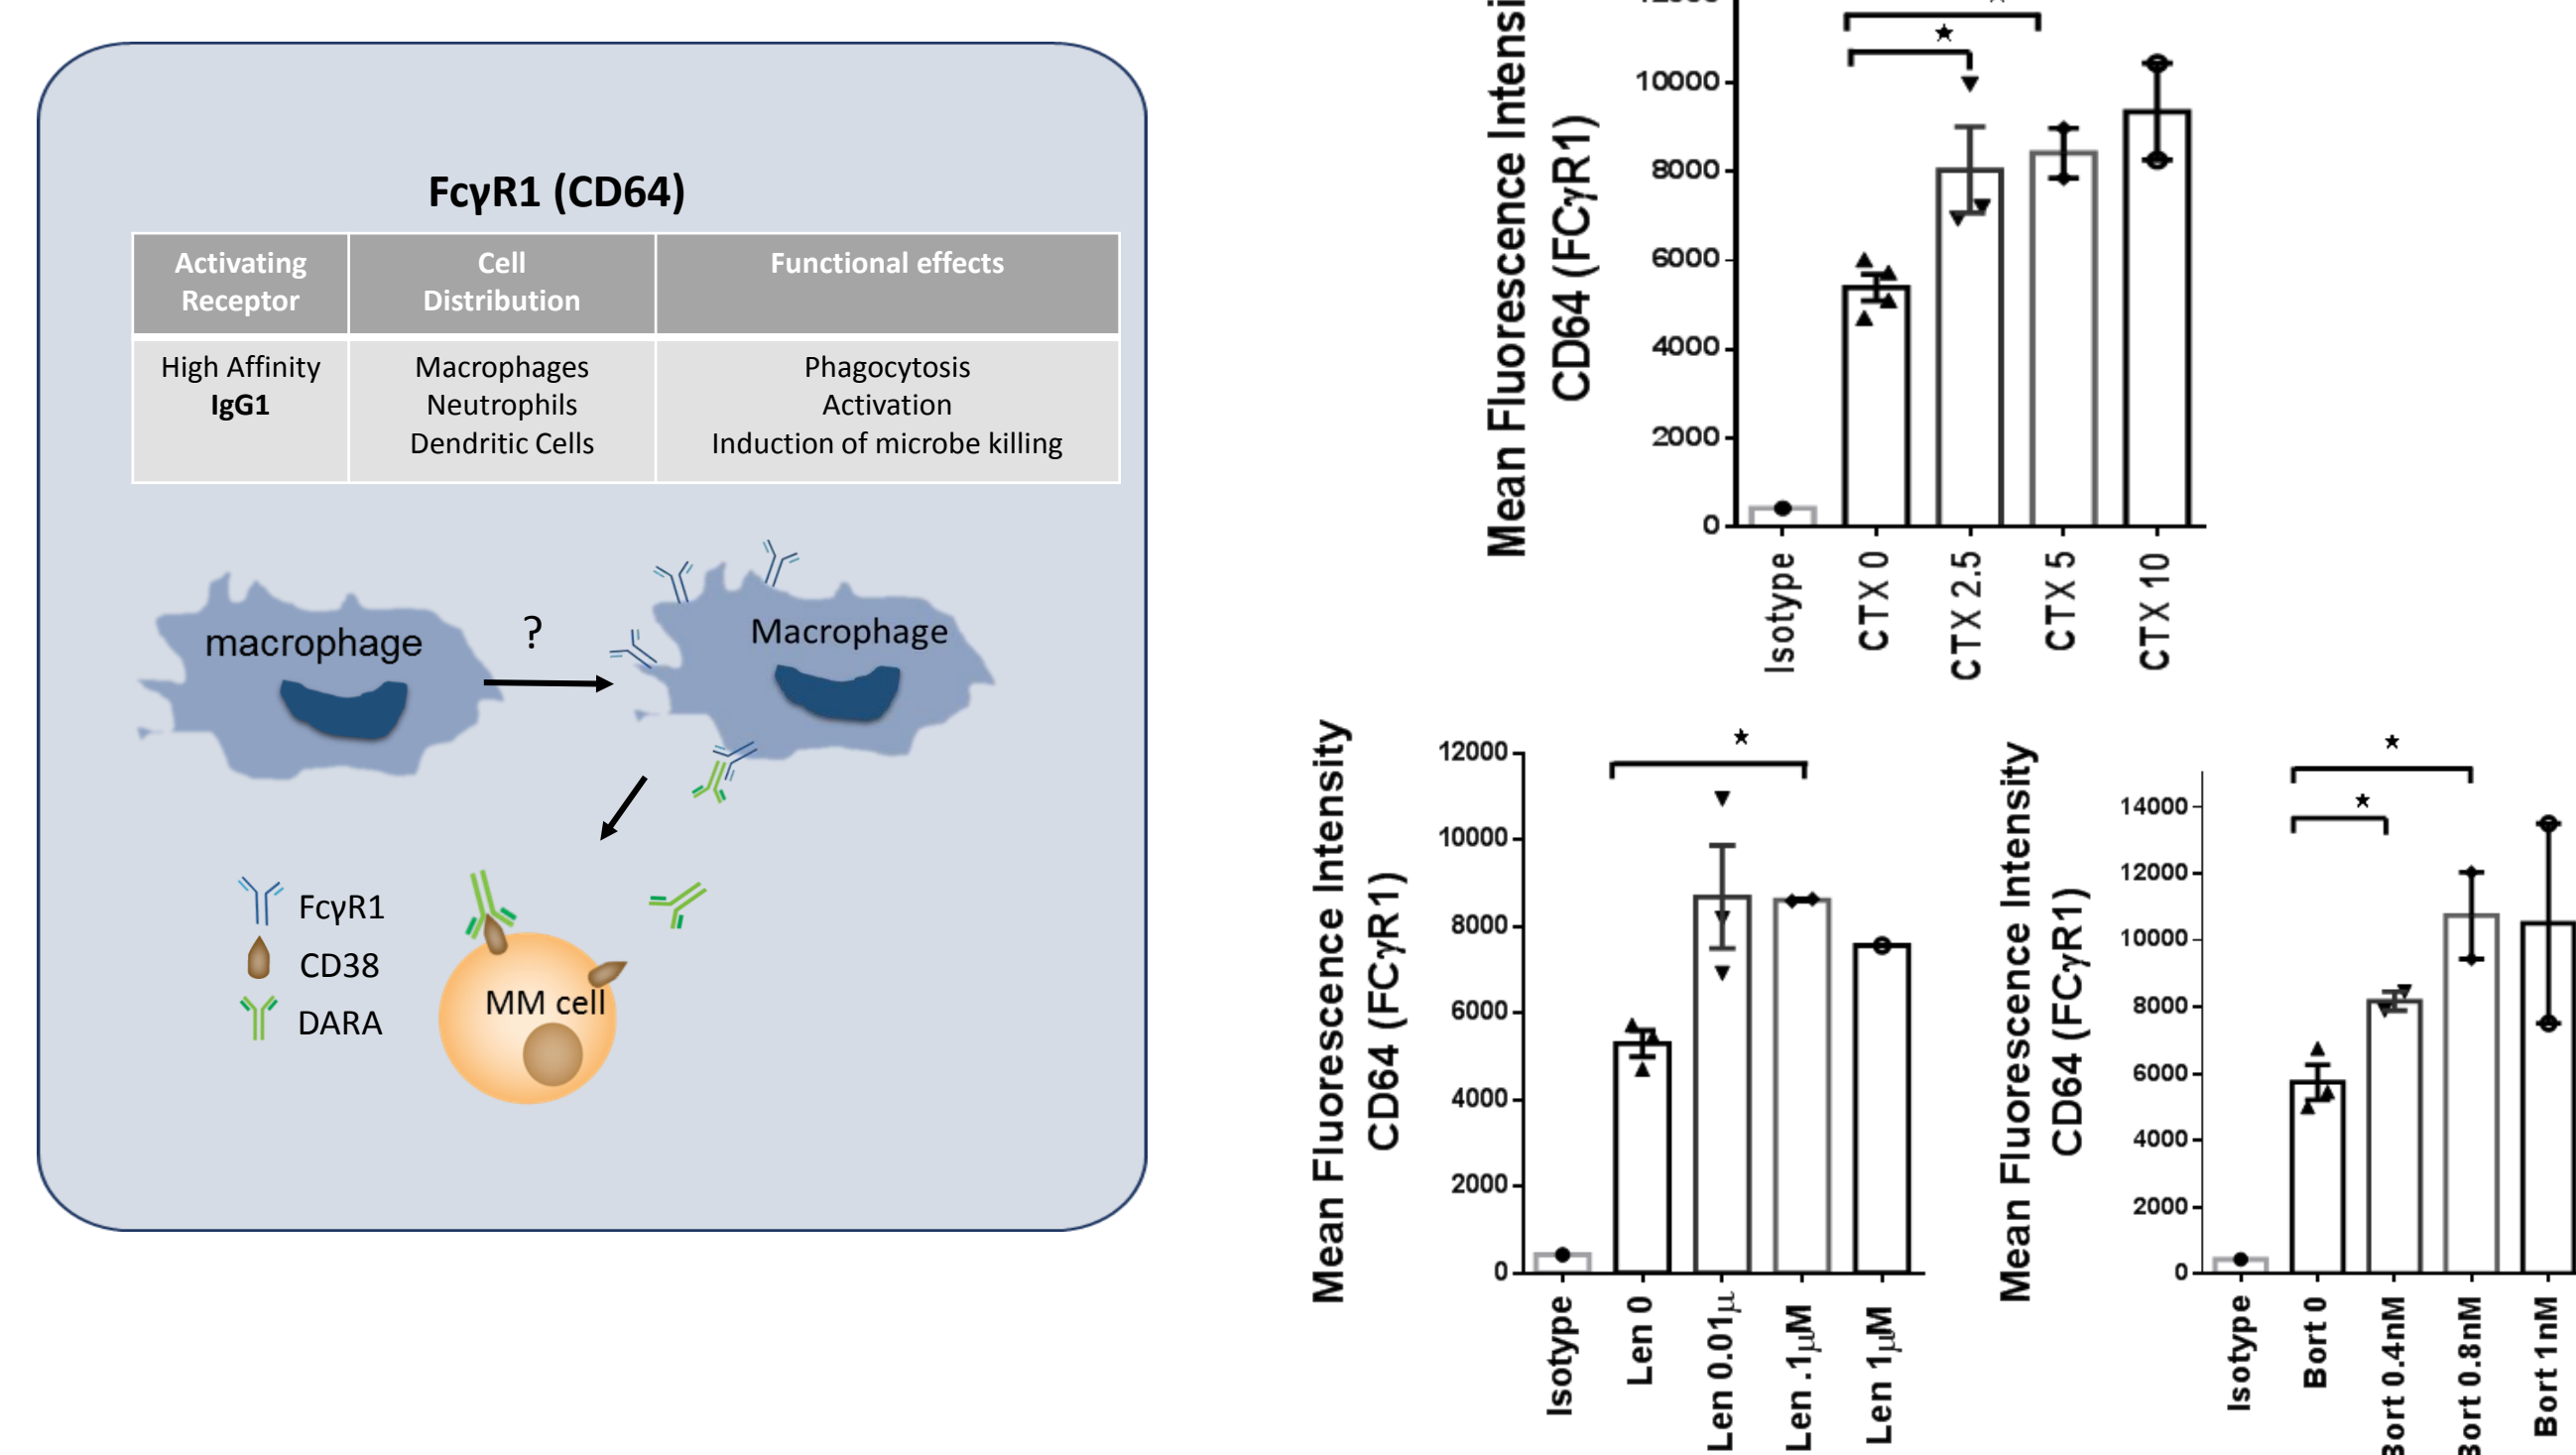 FcγR1 (CD64)
Activating
Receptor
Cell
Distribution
Functional effects
High Affinity
IgG1
Macrophages
Neutrophils
Dendritic Cells
Phagocytosis
Activation
Induction of microbe killing
macrophage
?
Macrophage
FcγR1
CD38
DARA
MM cell
Mean Fluorescence Intensi
CD64 (FCγR1)
10000
8000
6000
4000
2000
0
Isotype
CTX 0
CTX 2.5
CTX 5
CTX 10
Mean Fluorescence Intensity
CD64 (FCγR1)
12000
10000
8000
6000
4000
2000
0
Isotype
Len 0
Len 0.01μ
Len .1μM
Len 1μM
Mean Fluorescence Intensity
CD64 (FCγR1)
14000
12000
10000
8000
6000
4000
2000
0
Isotype
Bort 0
Bort 0.4nM
Bort 0.8nM
Bort 1nM